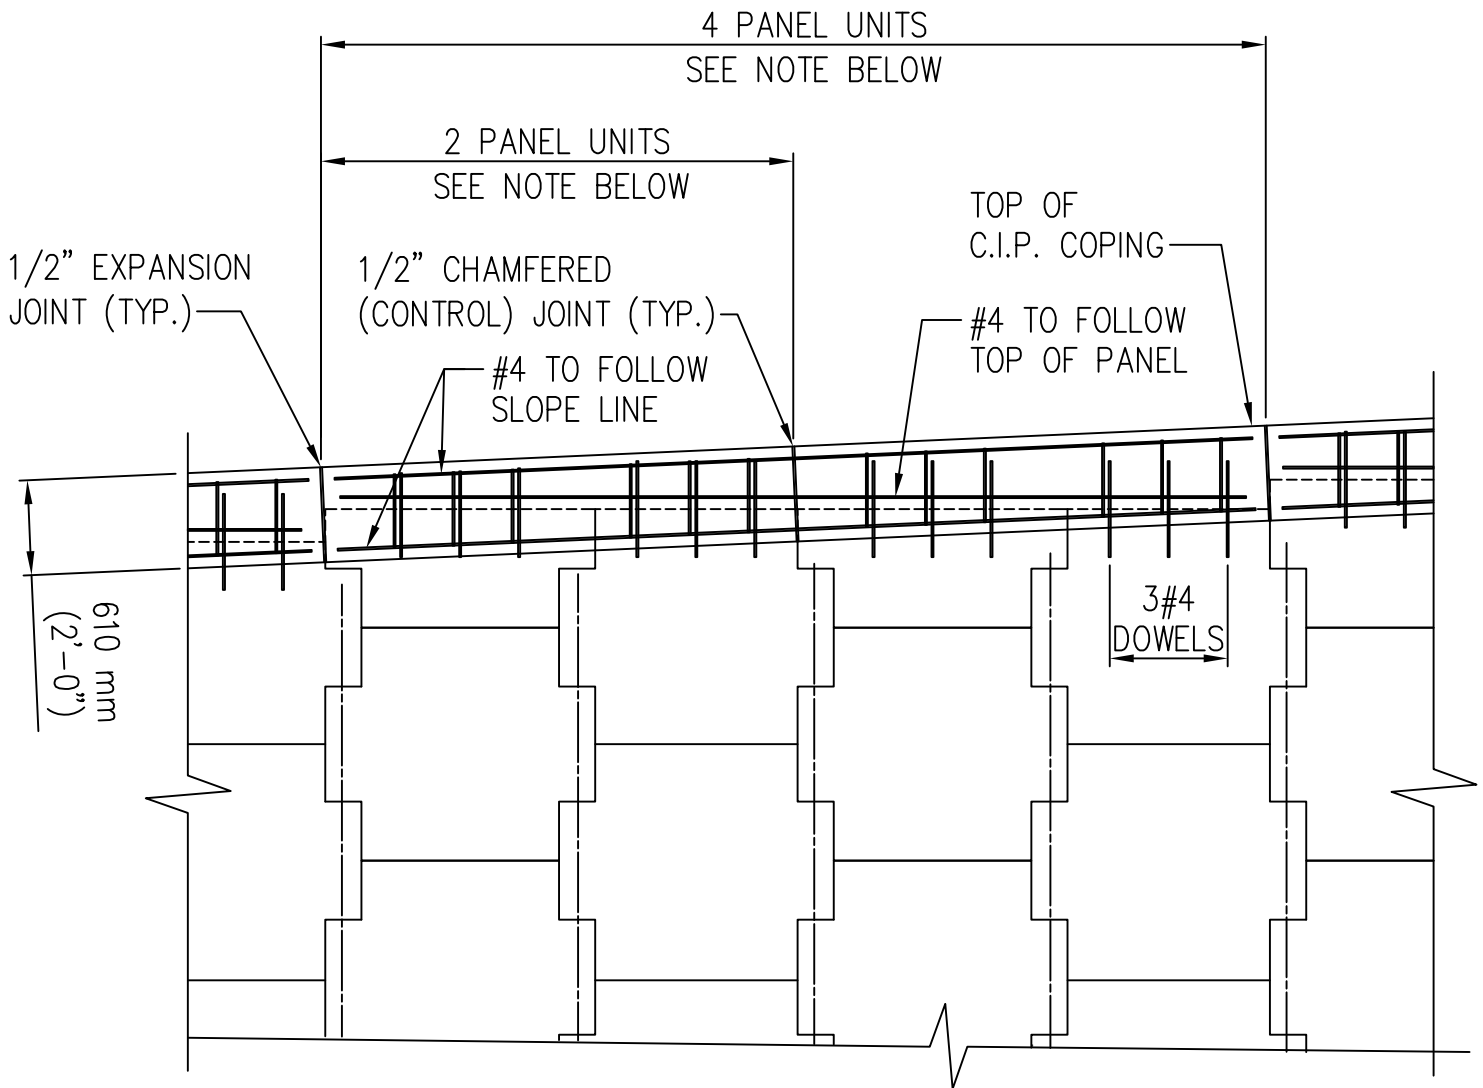 4 PANEL UNITS
SEE NOTE BELOW
2 PANEL UNITS
SEE NOTE BELOW
TOP OF
C.I.P. COPING
1/2” EXPANSION
JOINT (TYP.)
1/2” CHAMFERED
(CONTROL) JOINT (TYP.)
#4 TO FOLLOW
TOP OF PANEL
#4 TO FOLLOW
SLOPE LINE
3#4
DOWELS
610 mm
(2’-0”)